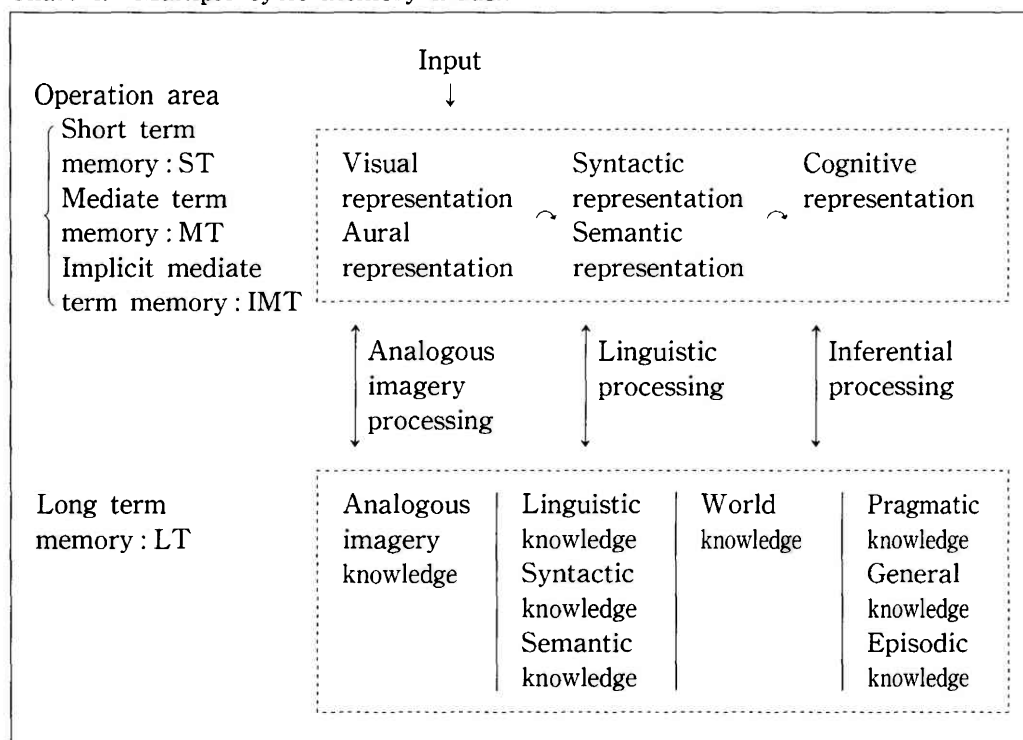 Input
↓
Operation area
Short term
memory : ST
Mediate term
memory : MT
Implicit mediate
term memory : IMT
Visual
representation
Aural
representation
Syntactic
representation
Semantic
representation
Cognitive
representation
Analogous
imagery
processing
Linguistic
processing
Inferential
processing
Long term
memory : LT
Analogous
imagery
knowledge
Linguistic
knowledge
Syntactic
knowledge
Semantic
knowledge
World
knowledge
Pragmatic
knowledge
General
knowledge
Episodic
knowledge